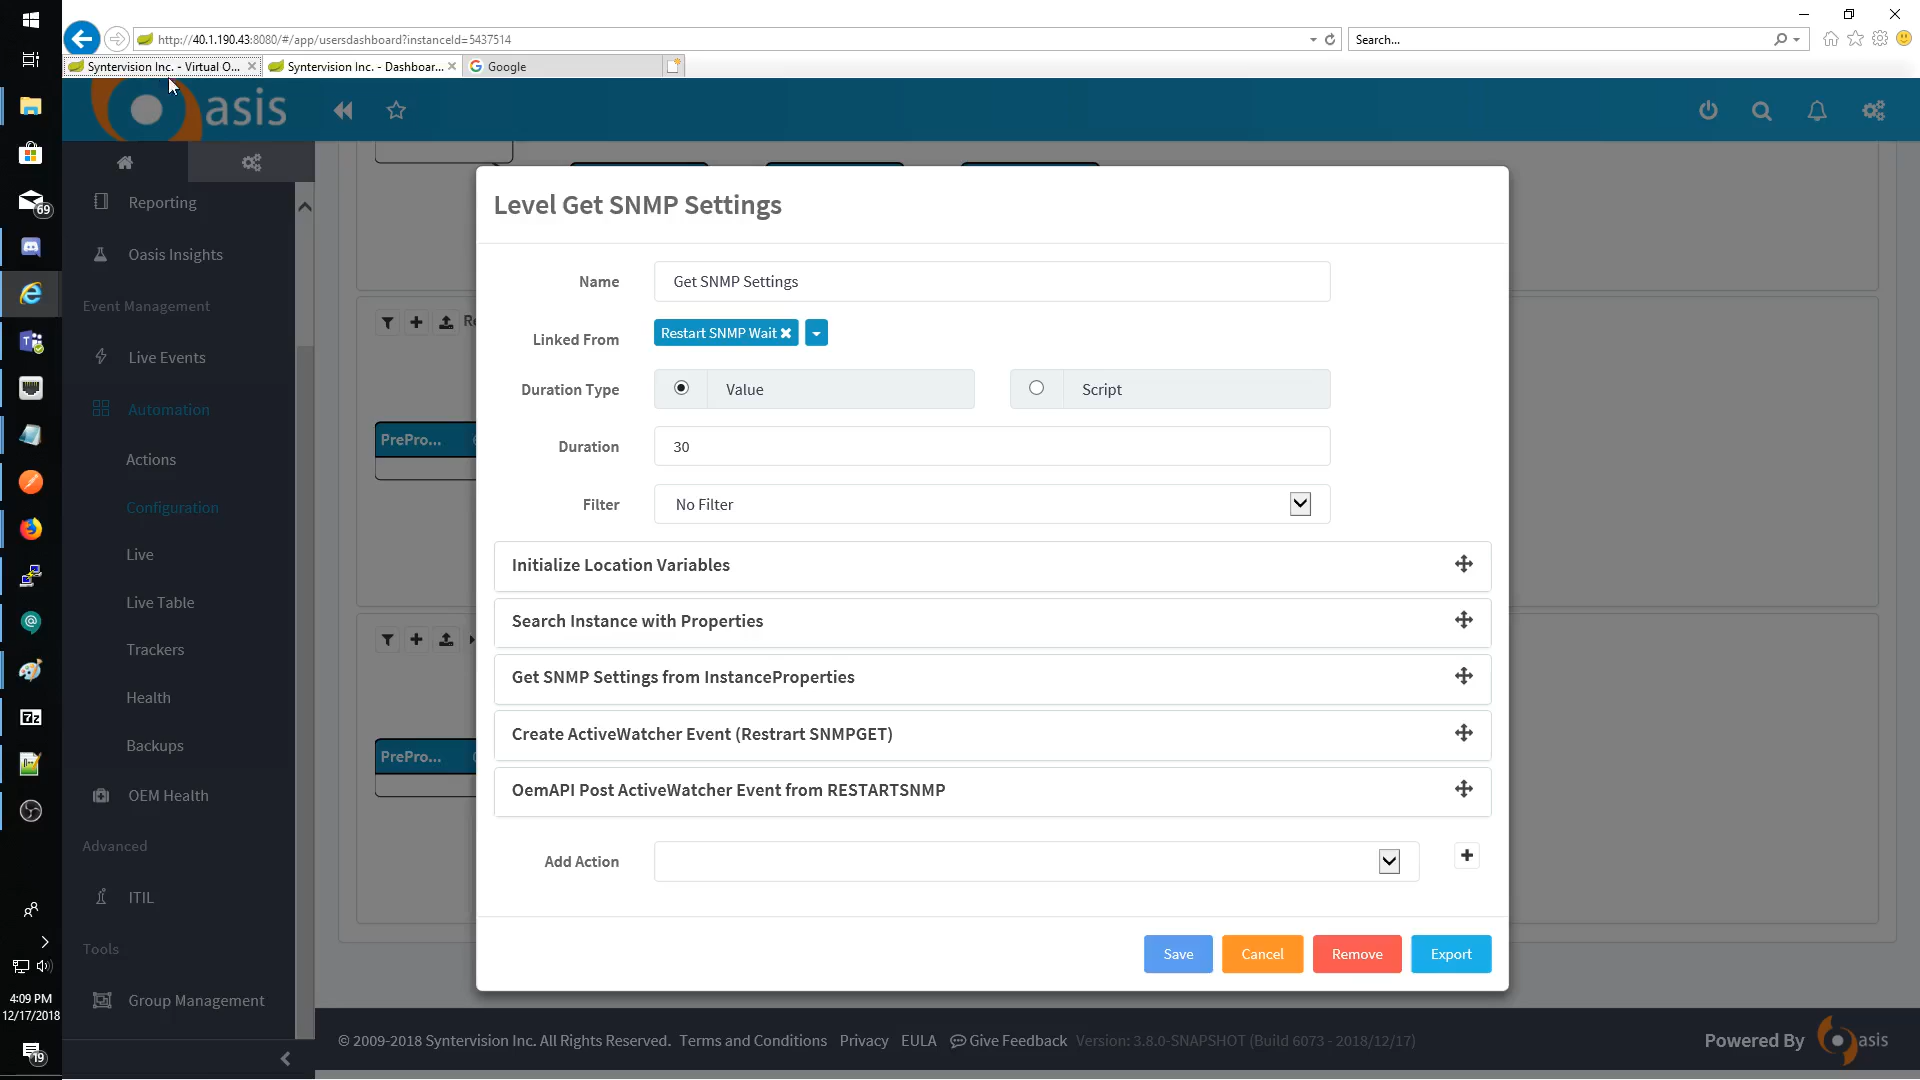 http://40.1.190.43:8080/#/app/usersdashboard?instanceId=5437514
Search...
Syntervision Inc. - Virtual O...
Syntervision Inc. - Dashboar...
Google
asis
Reporting
Oasis Insights
Event Management
Live Events
Automation
Actions
Configuration
Live
Live Table
Trackers
Health
Backups
OEM Health
Advanced
ITIL
Tools
Group Management
Re
PrePro...
PrePro...
Level Get SNMP Settings
Name
Get SNMP Settings
Linked From
Restart SNMP Wait
Duration Type
Value
Script
Duration
30
Filter
No Filter
Initialize Location Variables
Search Instance with Properties
Get SNMP Settings from InstanceProperties
Create ActiveWatcher Event (Restrart SNMPGET)
OemAPI Post ActiveWatcher Event from RESTARTSNMP
Add Action
Save
Cancel
Remove
Export
© 2009-2018 Syntervision Inc. All Rights Reserved. Terms and Conditions Privacy EULA Give Feedback Version: 3.8.0-SNAPSHOT (Build 6073 - 2018/12/17)
Powered By
asis
69
7z
4:09 PM
12/17/2018
19